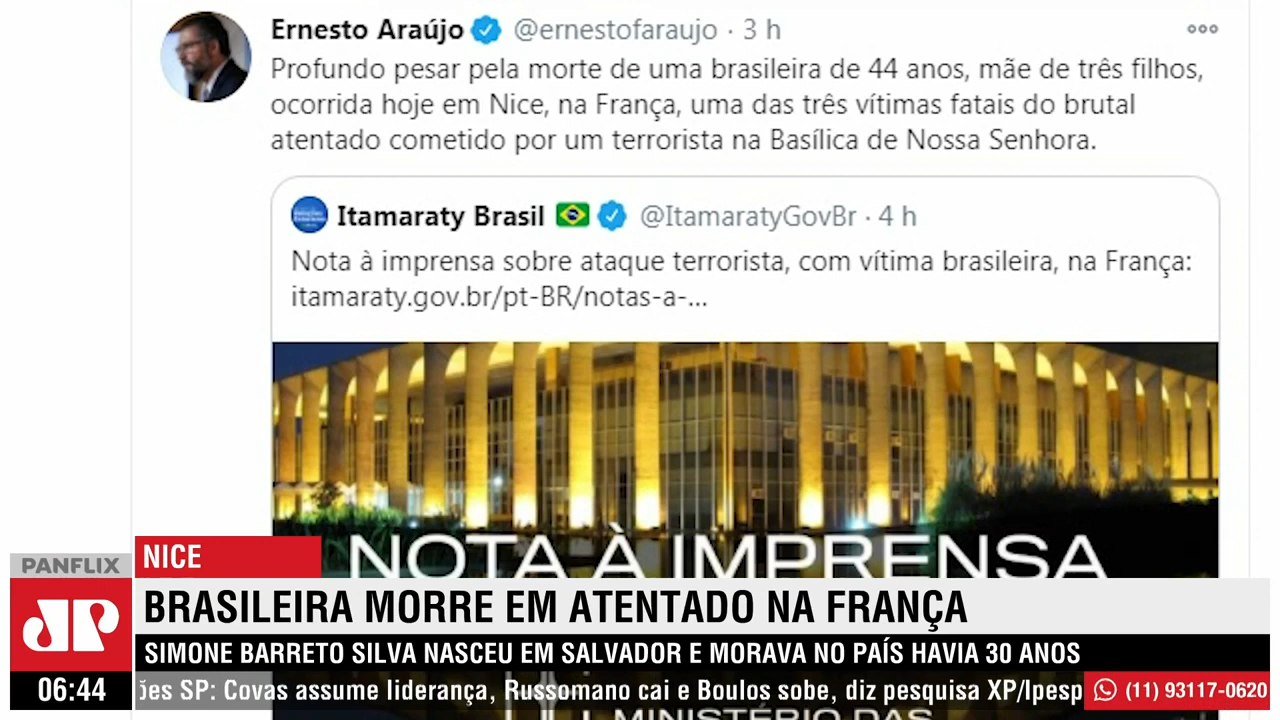 Ernesto Araújo @ernestofaraujo · 3 h
Profundo pesar pela morte de uma brasileira de 44 anos, mãe de três filhos,
ocorrida hoje em Nice, na França, uma das três vítimas fatais do brutal
atentado cometido por um terrorista na Basílica de Nossa Senhora.
Itamaraty Brasil @ItamaratyGovBr · 4 h
Nota à imprensa sobre ataque terrorista, com vítima brasileira, na França:
itamaraty.gov.br/pt-BR/notas-a-...
NOTA À IMPRENSA
PANFLIX
NICE
JP
BRASILEIRA MORRE EM ATENTADO NA FRANÇA
SIMONE BARRETO SILVA NASCEU EM SALVADOR E MORAVA NO PAÍS HAVIA 30 ANOS
06:44
ões SP: Covas assume liderança, Russomano cai e Boulos sobe, diz pesquisa XP/Ipesp
(11) 93117-0620
MINISTÉRIO DAS